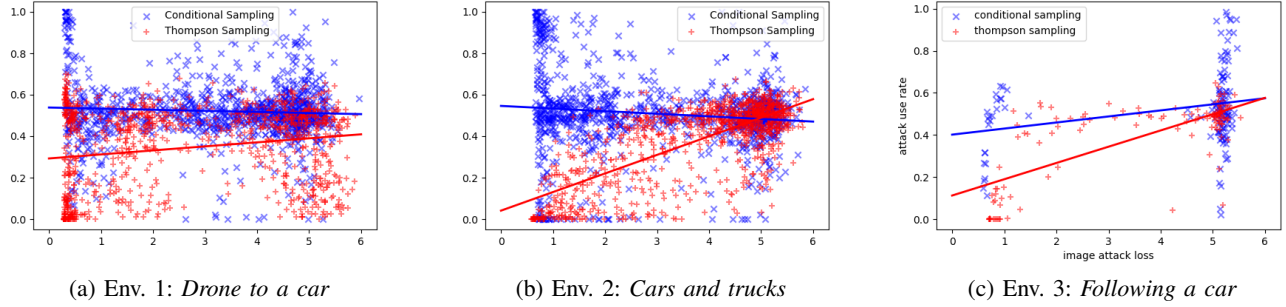 Conditional Sampling
Thompson Sampling
1.0
0.8
0.6
0.4
0.2
0.0
0 1 2 3 4 5 6
(a) Env. 1: Drone to a car
Conditional Sampling
Thompson Sampling
1.0
0.8
0.6
0.4
0.2
0.0
0 1 2 3 4 5 6
(b) Env. 2: Cars and trucks
conditional sampling
thompson sampling
attack use rate
1.0
0.8
0.6
0.4
0.2
0.0
0 1 2 3 4 5 6
image attack loss
(c) Env. 3: Following a car